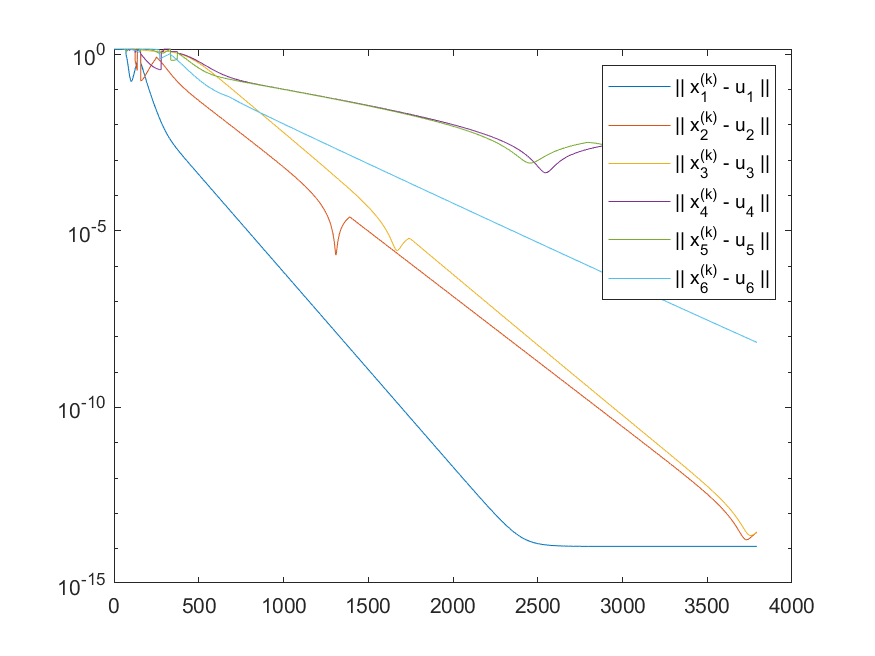 10^0
10^-5
10^-10
10^-15
0 500 1000 1500 2000 2500 3000 3500 4000
|| x_1^(k) - u_1 ||
|| x_2^(k) - u_2 ||
|| x_3^(k) - u_3 ||
|| x_4^(k) - u_4 ||
|| x_5^(k) - u_5 ||
|| x_6^(k) - u_6 ||